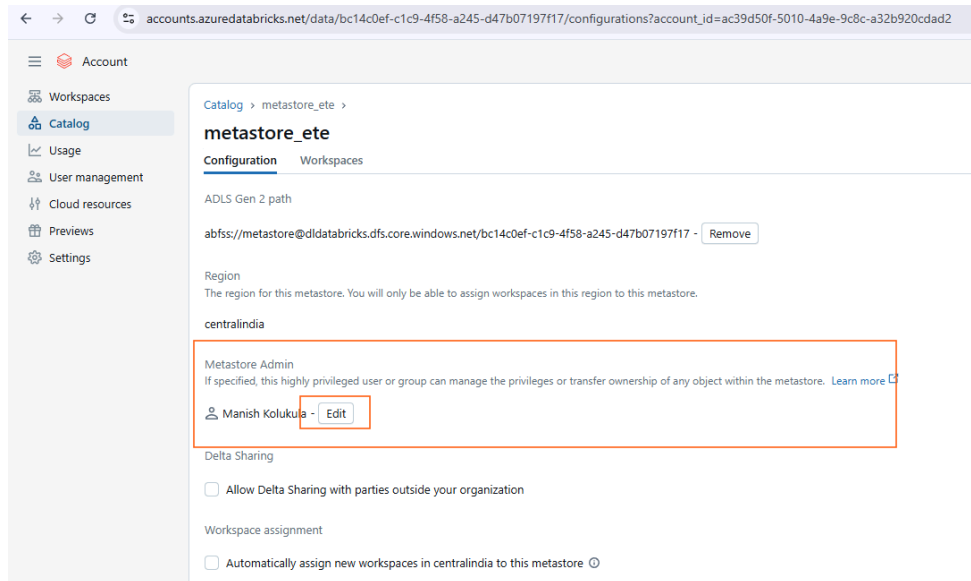 accounts.azuredatabricks.net/data/bc14c0ef-c1c9-4f58-a245-d47b07197f17/configurations?account_id=ac39d50f-5010-4a9e-9c8c-a32b920cdad2
Account
Workspaces
Catalog
Usage
User management
Cloud resources
Previews
Settings
Catalog › metastore_ete ›
metastore_ete
Configuration Workspaces
ADLS Gen 2 path
abfss://metastore@dldatabricks.dfs.core.windows.net/bc14c0ef-c1c9-4f58-a245-d47b07197f17 - Remove
Region
The region for this metastore. You will only be able to assign workspaces in this region to this metastore.
centralindia
Metastore Admin
If specified, this highly privileged user or group can manage the privileges or transfer ownership of any object within the metastore. Learn more
Manish Kolukula - Edit
Delta Sharing
Allow Delta Sharing with parties outside your organization
Workspace assignment
Automatically assign new workspaces in centralindia to this metastore